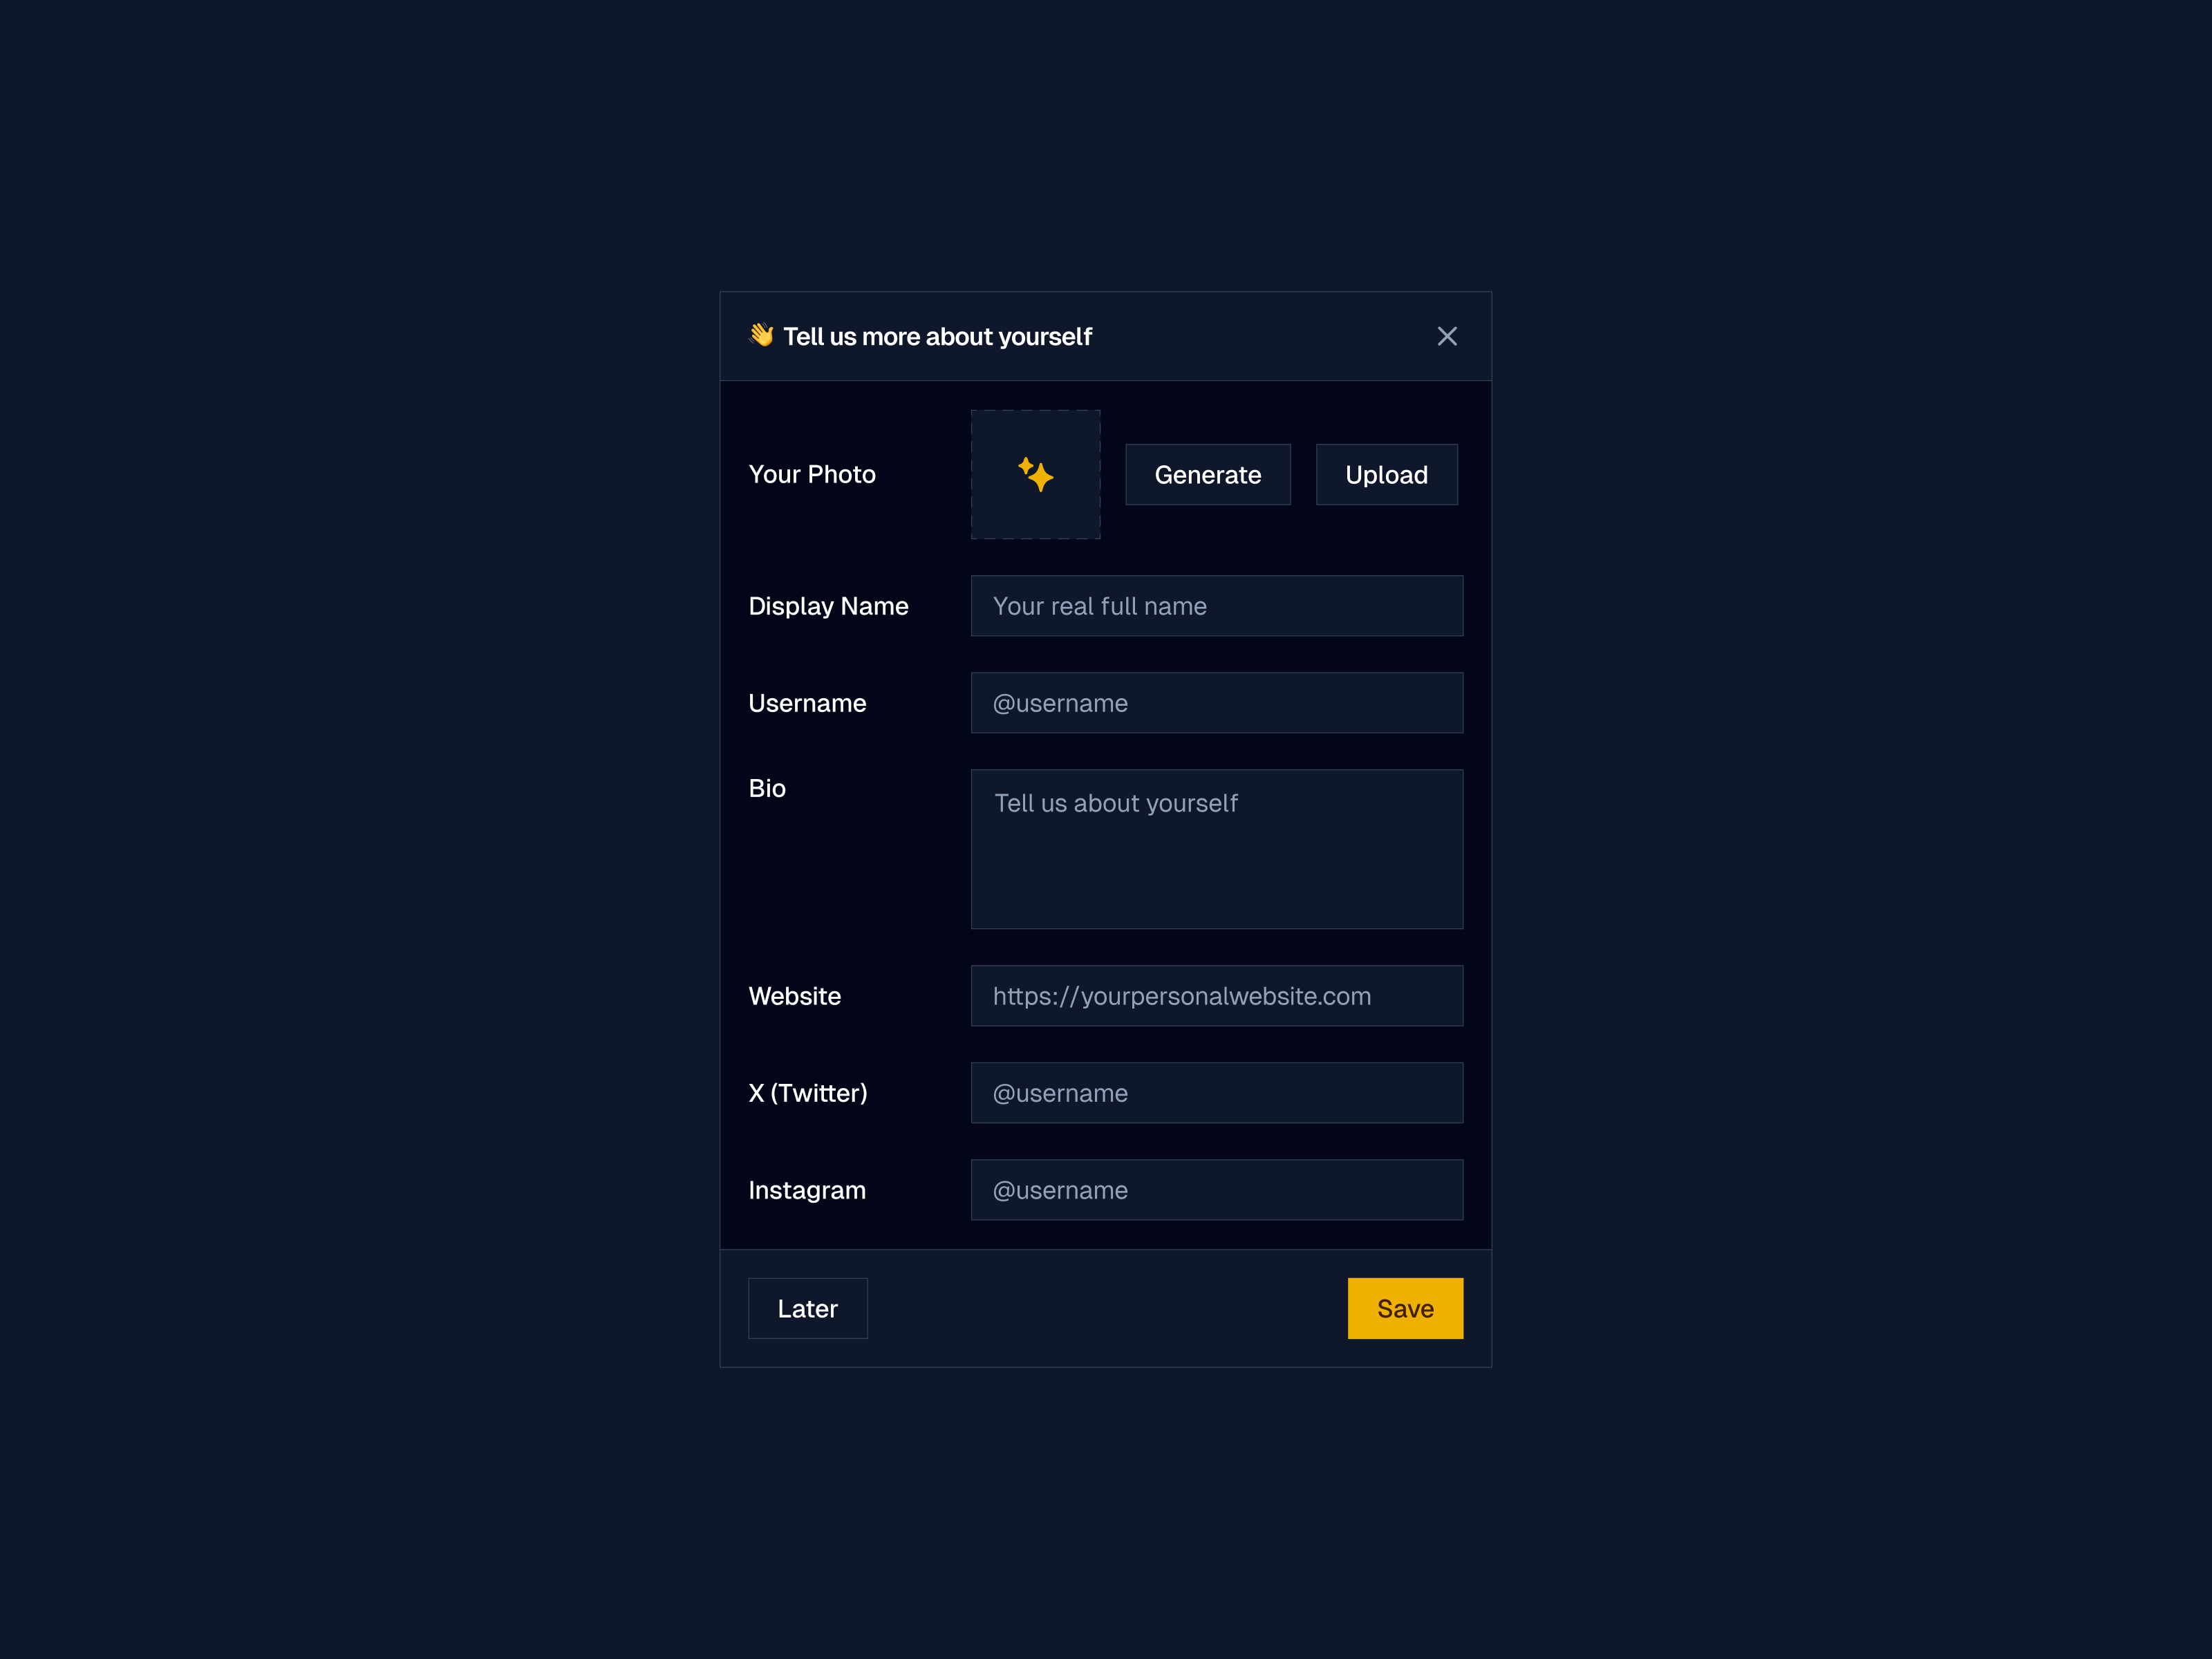 👋 Tell us more about yourself
Your Photo
Generate
Upload
Display Name
Your real full name
Username
@username
Bio
Tell us about yourself
Website
https://yourpersonalwebsite.com
X (Twitter)
@username
Instagram
@username
Later
Save